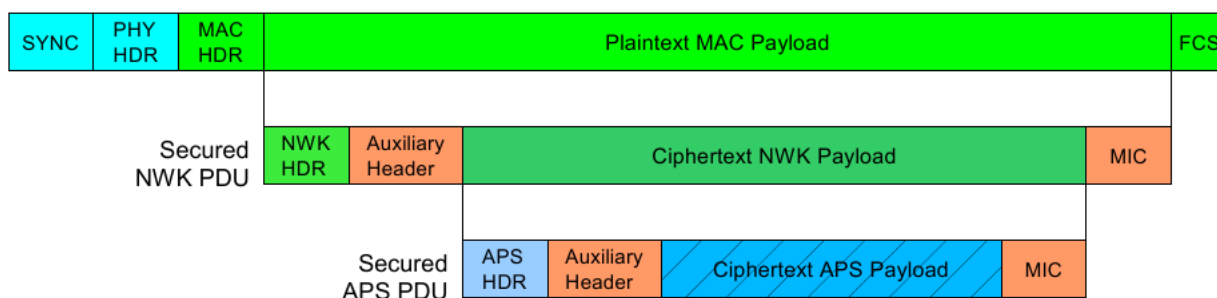 SYNC
PHY
HDR
MAC
HDR
Plaintext MAC Payload
FCS
Secured
NWK PDU
NWK
HDR
Auxiliary
Header
Ciphertext NWK Payload
MIC
Secured
APS PDU
APS
HDR
Auxiliary
Header
Ciphertext APS Payload
MIC